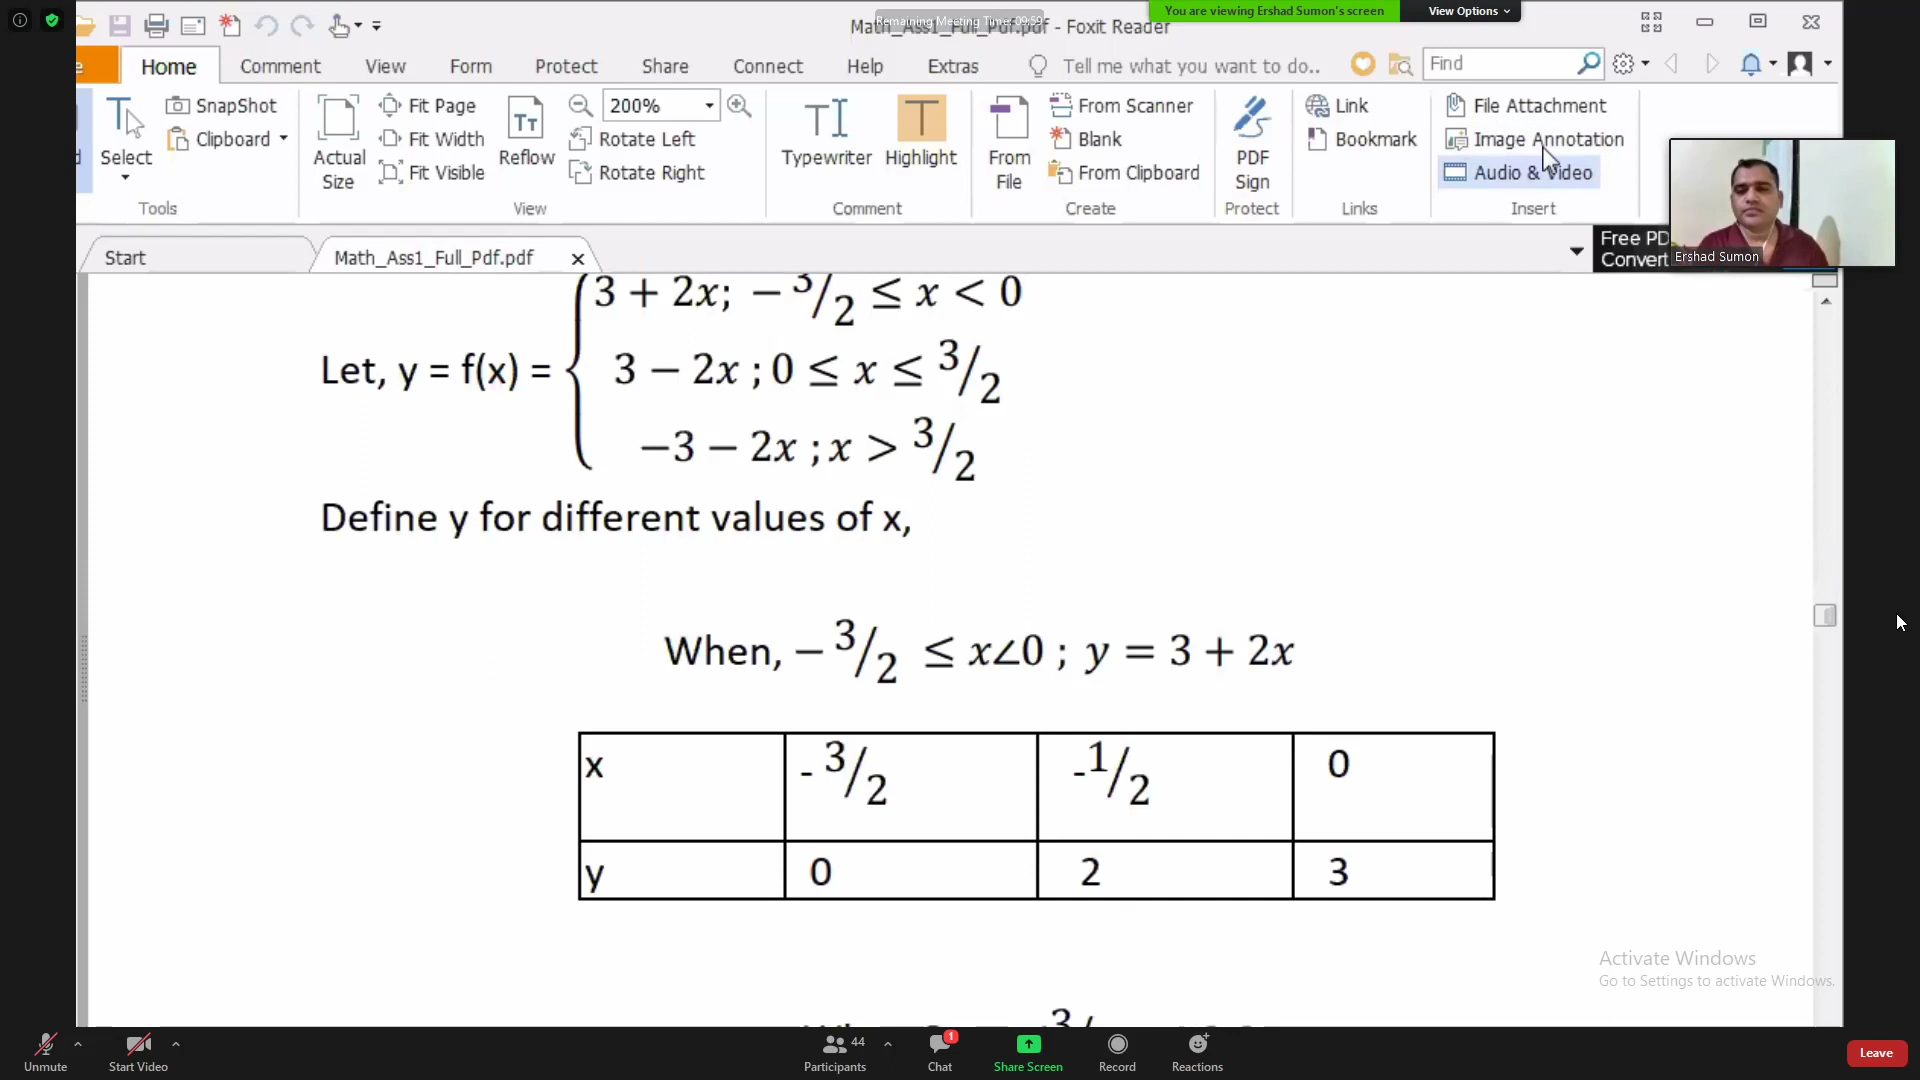 Math_Ass1_Full_Pdf.pdf - Foxit Reader
Remaining Meeting Time: 09:59
You are viewing Ershad Sumon's screen
View Options
e
Home
Comment
View
Form
Protect
Share
Connect
Help
Extras
Tell me what you want to do..
Find
d
Select
SnapShot
Clipboard
Tools
Actual
Size
Fit Page
Fit Width
Fit Visible
Reflow
200%
Rotate Left
Rotate Right
View
Typewriter
Highlight
Comment
From
File
From Scanner
Blank
From Clipboard
Create
PDF
Sign
Protect
Link
Bookmark
Links
File Attachment
Image Annotation
Audio & Video
Insert
Start
Math_Ass1_Full_Pdf.pdf
Free PD
Convert
Ershad Sumon
3 + 2x; − 3/2 ≤ x < 0
Let, y = f(x) =
3 − 2x ; 0 ≤ x ≤ 3/2
−3 − 2x ; x > 3/2
Define y for different values of x,
When, − 3/2 ≤ x∠0 ; y = 3 + 2x
x - 3/2 -1/2 0
y 0 2 3
Activate Windows
Go to Settings to activate Windows.
Unmute
Start Video
44
Participants
1
Chat
Share Screen
Record
Reactions
Leave